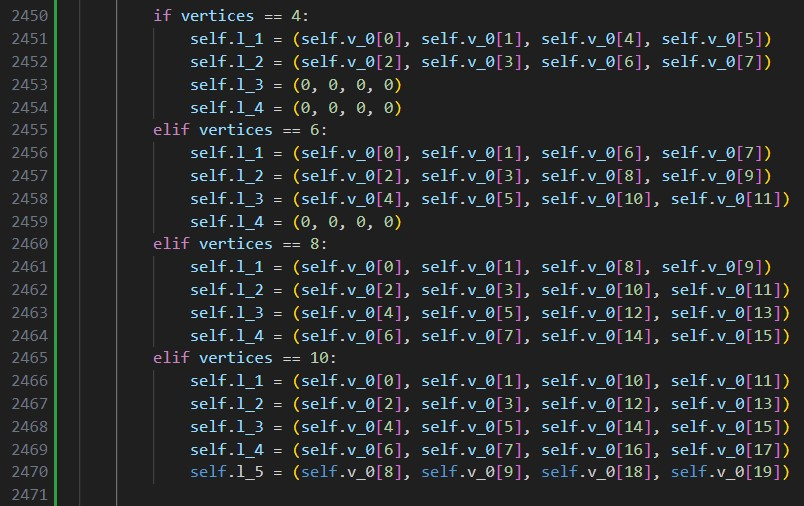 2450 if vertices == 4:
2451 self.l_1 = (self.v_0[0], self.v_0[1], self.v_0[4], self.v_0[5])
2452 self.l_2 = (self.v_0[2], self.v_0[3], self.v_0[6], self.v_0[7])
2453 self.l_3 = (0, 0, 0, 0)
2454 self.l_4 = (0, 0, 0, 0)
2455 elif vertices == 6:
2456 self.l_1 = (self.v_0[0], self.v_0[1], self.v_0[6], self.v_0[7])
2457 self.l_2 = (self.v_0[2], self.v_0[3], self.v_0[8], self.v_0[9])
2458 self.l_3 = (self.v_0[4], self.v_0[5], self.v_0[10], self.v_0[11])
2459 self.l_4 = (0, 0, 0, 0)
2460 elif vertices == 8:
2461 self.l_1 = (self.v_0[0], self.v_0[1], self.v_0[8], self.v_0[9])
2462 self.l_2 = (self.v_0[2], self.v_0[3], self.v_0[10], self.v_0[11])
2463 self.l_3 = (self.v_0[4], self.v_0[5], self.v_0[12], self.v_0[13])
2464 self.l_4 = (self.v_0[6], self.v_0[7], self.v_0[14], self.v_0[15])
2465 elif vertices == 10:
2466 self.l_1 = (self.v_0[0], self.v_0[1], self.v_0[10], self.v_0[11])
2467 self.l_2 = (self.v_0[2], self.v_0[3], self.v_0[12], self.v_0[13])
2468 self.l_3 = (self.v_0[4], self.v_0[5], self.v_0[14], self.v_0[15])
2469 self.l_4 = (self.v_0[6], self.v_0[7], self.v_0[16], self.v_0[17])
2470 self.l_5 = (self.v_0[8], self.v_0[9], self.v_0[18], self.v_0[19])
2471